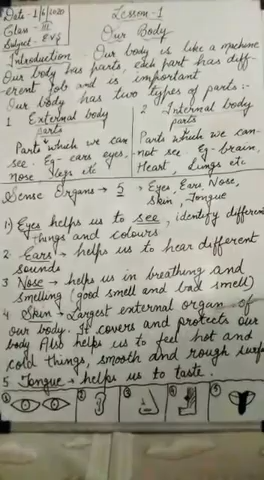 Date - 1/6/2020
Lesson - 1
Class - III
Our Body
Subject - E.V.S
Introduction - Our body is like a machine
Our body has parts, each part has diff-
erent job and is important
Our body has two types of parts :-
1 External body parts
Parts which we can
see. Eg - ears, eyes,
nose, legs etc
2 Internal body parts
Parts which we can-
not see. Eg - brain,
Heart, Lungs etc
Sense Organs → 5 → Eyes, Ears, Nose,
Skin, Tongue
1) Eyes helps us to see, identify different
things and colours
2 Ears → helps us to hear different
sounds
3 Nose → helps us in breathing and
smelling (good smell and bad smell)
4 Skin → Largest external organ of
our body. It covers and protects our
body Also helps us to feel hot and
cold things, smooth and rough
5 Tongue → helps us to taste.
1 2 3 4 5